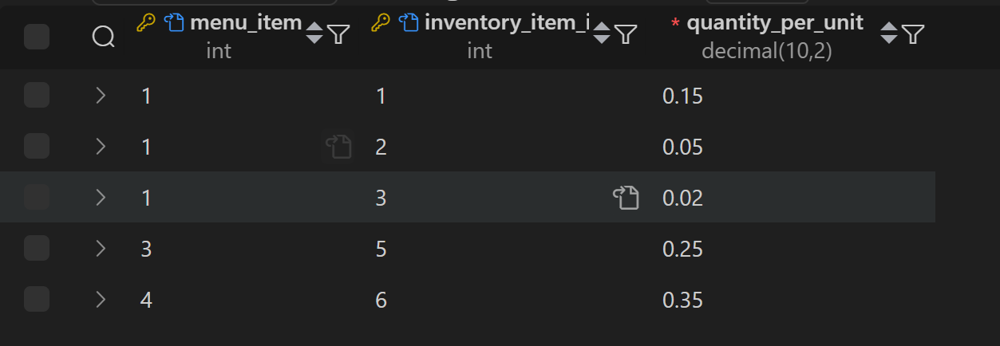 menu_item inventory_item_i * quantity_per_unit
int int decimal(10,2)
1 1 0.15
1 2 0.05
1 3 0.02
3 5 0.25
4 6 0.35